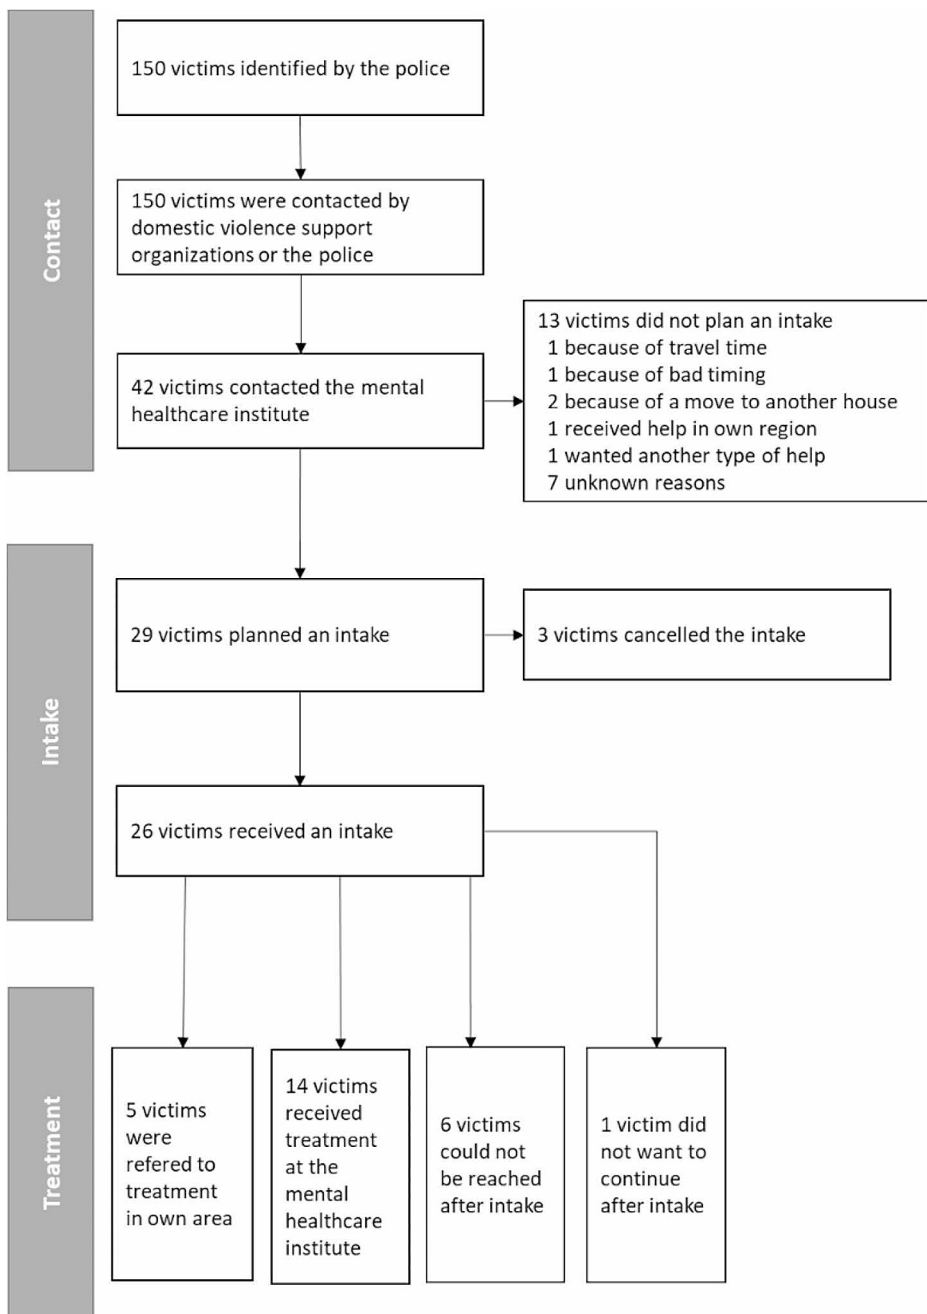 Contact
150 victims identified by the police
150 victims were contacted by
domestic violence support
organizations or the police
42 victims contacted the mental
healthcare institute
13 victims did not plan an intake
1 because of travel time
1 because of bad timing
2 because of a move to another house
1 received help in own region
1 wanted another type of help
7 unknown reasons
Intake
29 victims planned an intake
3 victims cancelled the intake
26 victims received an intake
Treatment
5 victims
were
refered to
treatment
in own area
14 victims
received
treatment
at the
mental
healthcare
institute
6 victims
could not
be reached
after intake
1 victim did
not want to
continue
after intake